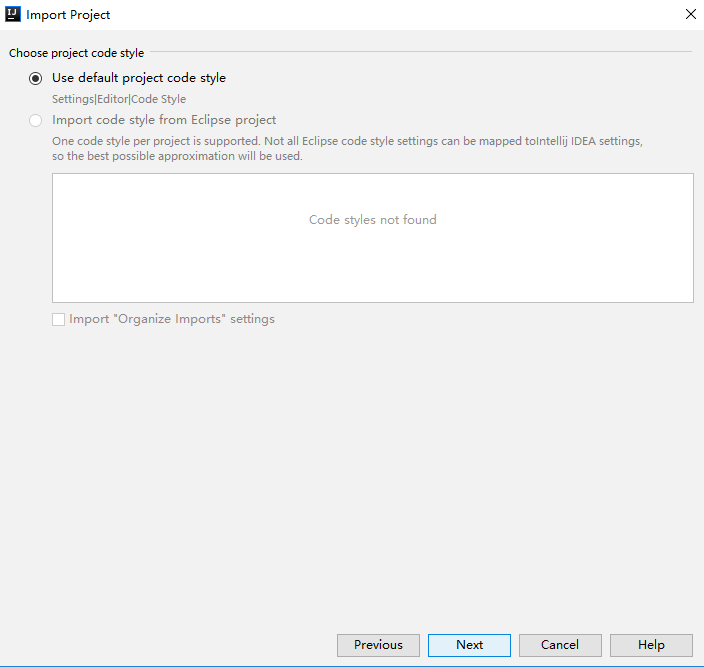 IJ
Import Project
Choose project code style
Use default project code style
Settings|Editor|Code Style
Import code style from Eclipse project
One code style per project is supported. Not all Eclipse code style settings can be mapped toIntellij IDEA settings,
so the best possible approximation will be used.
Code styles not found
Import "Organize Imports" settings
Previous
Next
Cancel
Help